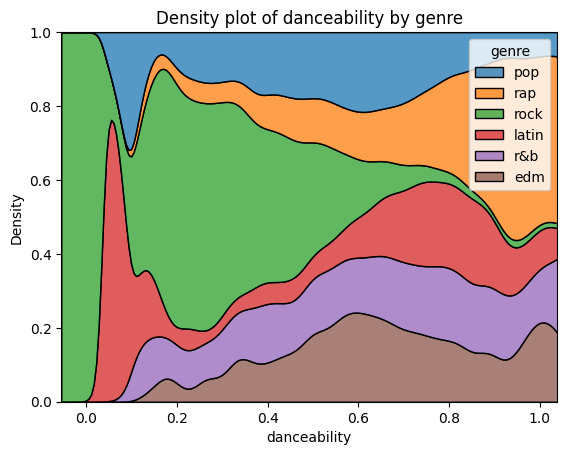 Density plot of danceability by genre
1.0
0.8
0.6
0.4
0.2
0.0
Density
genre
pop
rap
rock
latin
r&b
edm
0.0 0.2 0.4 0.6 0.8 1.0
danceability